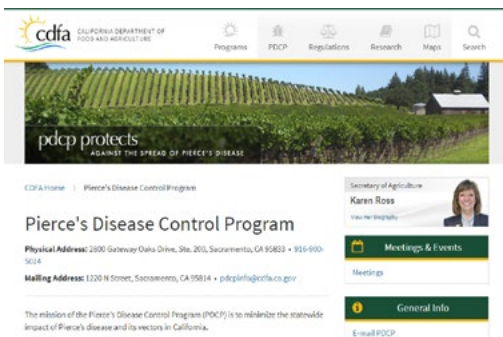 cdfa
CALIFORNIA DEPARTMENT OF
FOOD AND AGRICULTURE
Programs
PDCP
Regulations
Research
Maps
Search
pdcp protects
AGAINST THE SPREAD OF PIERCE'S DISEASE
CDFA Home | Pierce's Disease Control Program
Pierce's Disease Control Program
Physical Address: 2800 Gateway Oaks Drive, Ste. 200, Sacramento, CA 95833 • 916-900-
5024
Mailing Address: 1220 N Street, Sacramento, CA 95814 • pdcpinfo@cdfa.ca.gov
The mission of the Pierce's Disease Control Program (PDCP) is to minimize the statewide
impact of Pierce's disease and its vectors in California.
Secretary of Agriculture
Karen Ross
View Her Biography
Meetings & Events
Meetings
General Info
E-mail PDCP